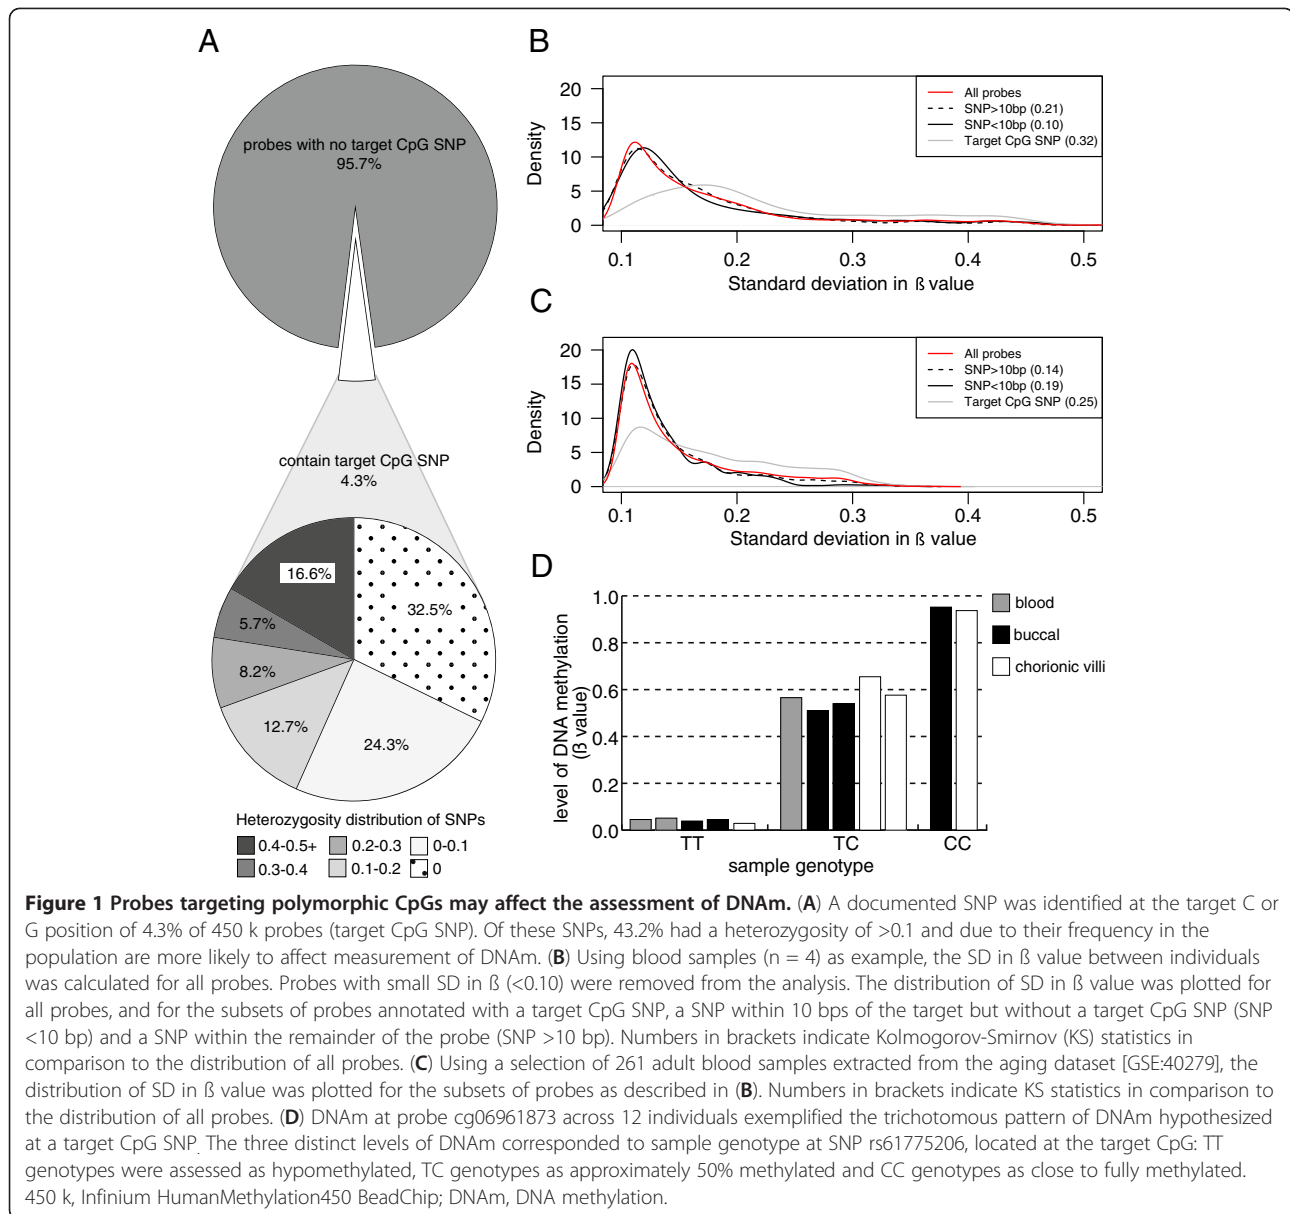 A
probes with no target CpG SNP
95.7%
contain target CpG SNP
4.3%
16.6%
32.5%
5.7%
8.2%
12.7%
24.3%
Heterozygosity distribution of SNPs
0.4-0.5+
0.2-0.3
0-0.1
0.3-0.4
0.1-0.2
0
B
20
15
10
5
0
Density
All probes
SNP>10bp (0.21)
SNP<10bp (0.10)
Target CpG SNP (0.32)
0.1 0.2 0.3 0.4 0.5
Standard deviation in ß value
C
20
15
10
5
0
Density
All probes
SNP>10bp (0.14)
SNP<10bp (0.19)
Target CpG SNP (0.25)
0.1 0.2 0.3 0.4 0.5
Standard deviation in ß value
D
1.0
0.8
0.6
0.4
0.2
0.0
level of DNA methylation
(ß value)
blood
buccal
chorionic villi
TT TC CC
sample genotype
Figure 1 Probes targeting polymorphic CpGs may affect the assessment of DNAm. (A) A documented SNP was identified at the target C or
G position of 4.3% of 450 k probes (target CpG SNP). Of these SNPs, 43.2% had a heterozygosity of >0.1 and due to their frequency in the
population are more likely to affect measurement of DNAm. (B) Using blood samples (n = 4) as example, the SD in ß value between individuals
was calculated for all probes. Probes with small SD in ß (<0.10) were removed from the analysis. The distribution of SD in ß value was plotted for
all probes, and for the subsets of probes annotated with a target CpG SNP, a SNP within 10 bps of the target but without a target CpG SNP (SNP
<10 bp) and a SNP within the remainder of the probe (SNP >10 bp). Numbers in brackets indicate Kolmogorov-Smirnov (KS) statistics in
comparison to the distribution of all probes. (C) Using a selection of 261 adult blood samples extracted from the aging dataset [GSE:40279], the
distribution of SD in ß value was plotted for the subsets of probes as described in (B). Numbers in brackets indicate KS statistics in comparison to
the distribution of all probes. (D) DNAm at probe cg06961873 across 12 individuals exemplified the trichotomous pattern of DNAm hypothesized
at a target CpG SNP. The three distinct levels of DNAm corresponded to sample genotype at SNP rs61775206, located at the target CpG: TT
genotypes were assessed as hypomethylated, TC genotypes as approximately 50% methylated and CC genotypes as close to fully methylated.
450 k, Infinium HumanMethylation450 BeadChip; DNAm, DNA methylation.